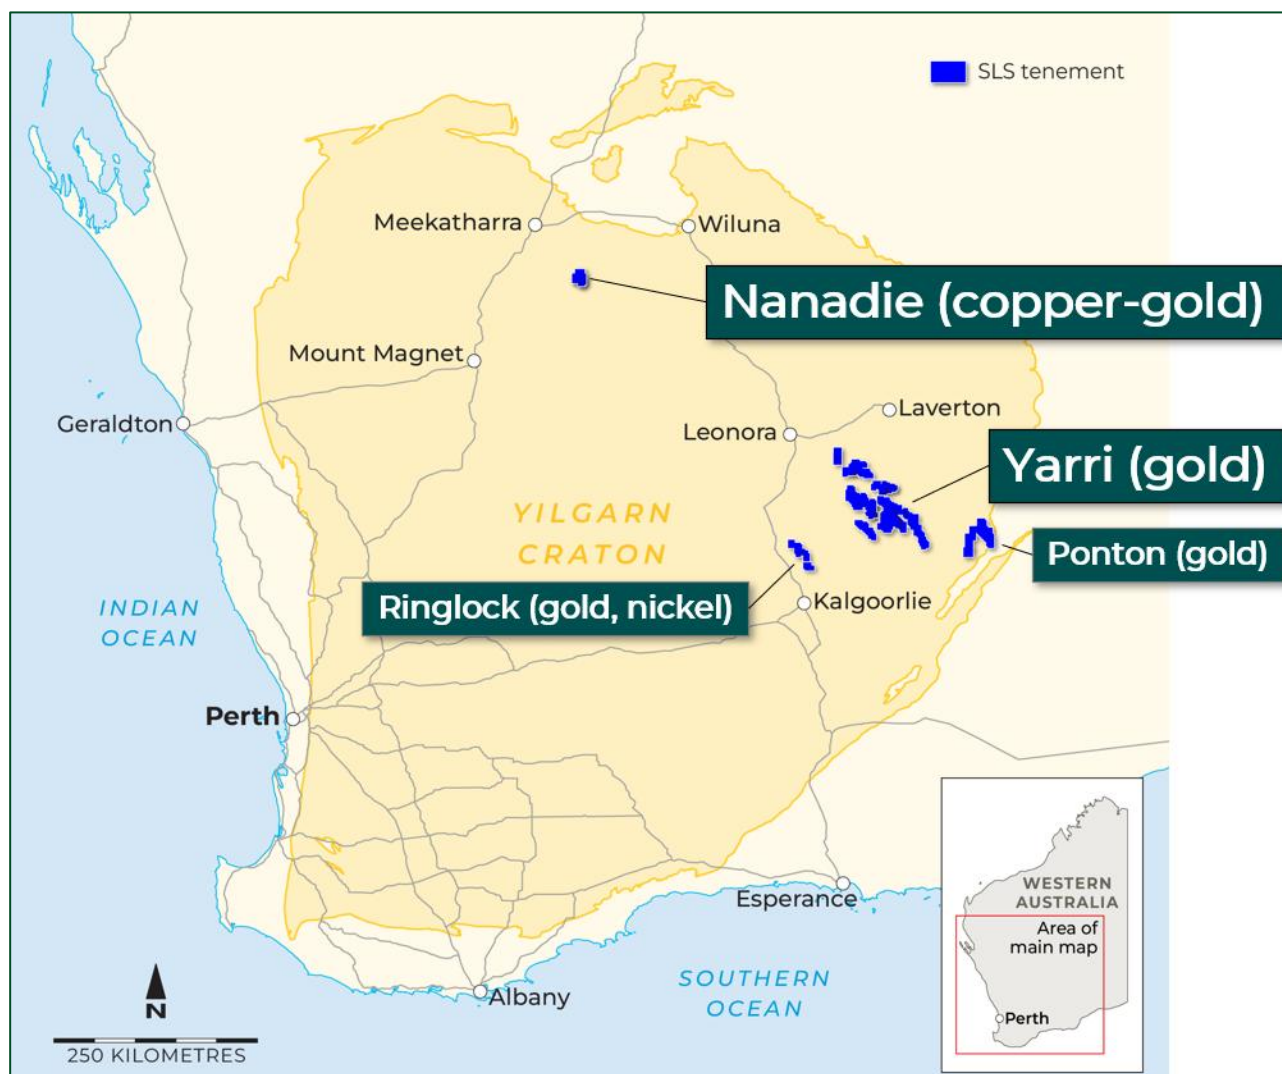 SLS tenement
Meekatharra
Wiluna
Nanadie (copper-gold)
Mount Magnet
Geraldton
Laverton
Leonora
Yarri (gold)
YILGARN
CRATON
Ponton (gold)
Ringlock (gold, nickel)
Kalgoorlie
INDIAN
OCEAN
Perth
Esperance
WESTERN
AUSTRALIA
Area of
main map
Perth
SOUTHERN
OCEAN
Albany
N
250 KILOMETRES